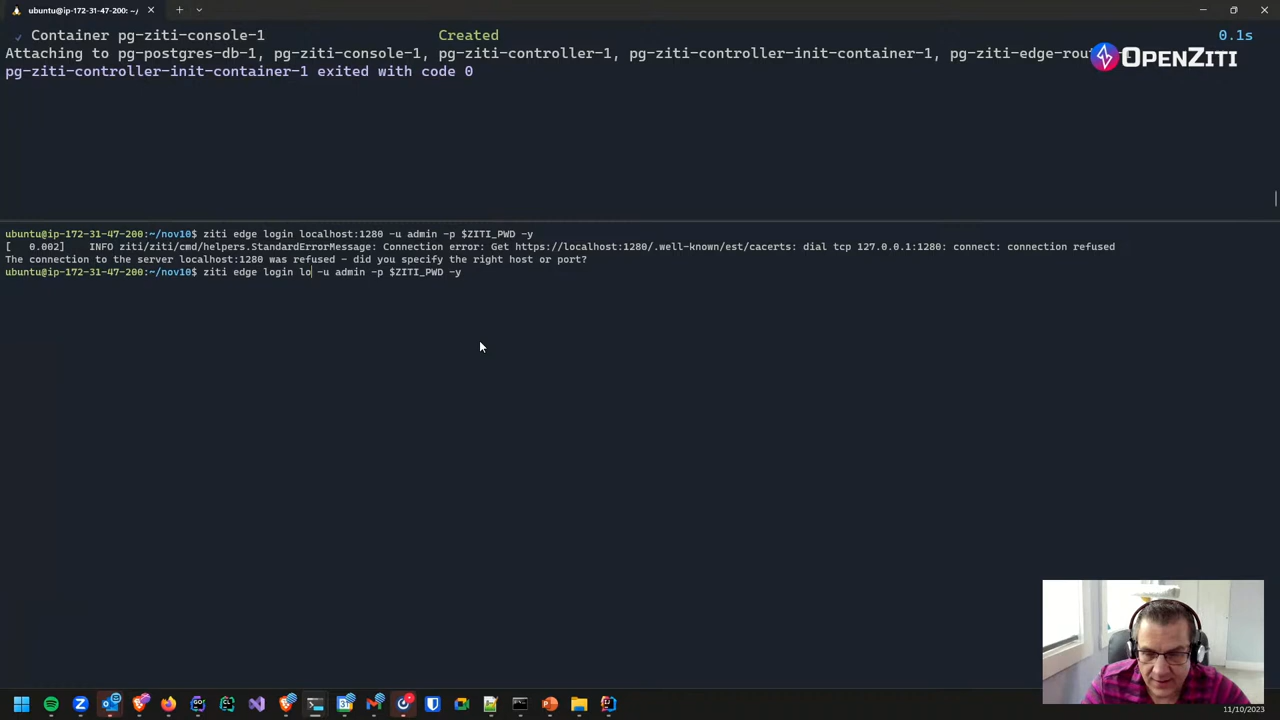 ubuntu@ip-172-31-47-200: ~/
✓ Container pg-ziti-console-1 Created 0.1s
Attaching to pg-postgres-db-1, pg-ziti-console-1, pg-ziti-controller-1, pg-ziti-controller-init-container-1,
OPENZITI
pg-ziti-controller-init-container-1 exited with code 0
ubuntu@ip-172-31-47-200:~/nov10$ ziti edge login localhost:1280 -u admin -p $ZITI_PWD -y
[ 0.002] INFO ziti/ziti/cmd/helpers.StandardErrorMessage: Connection error: Get https://localhost:1280/.well-known/est/cacerts: dial tcp 127.0.0.1:1280: connect: connection refused
The connection to the server localhost:1280 was refused - did you specify the right host or port?
ubuntu@ip-172-31-47-200:~/nov10$ ziti edge login lo -u admin -p $ZITI_PWD -y
11/10/2023